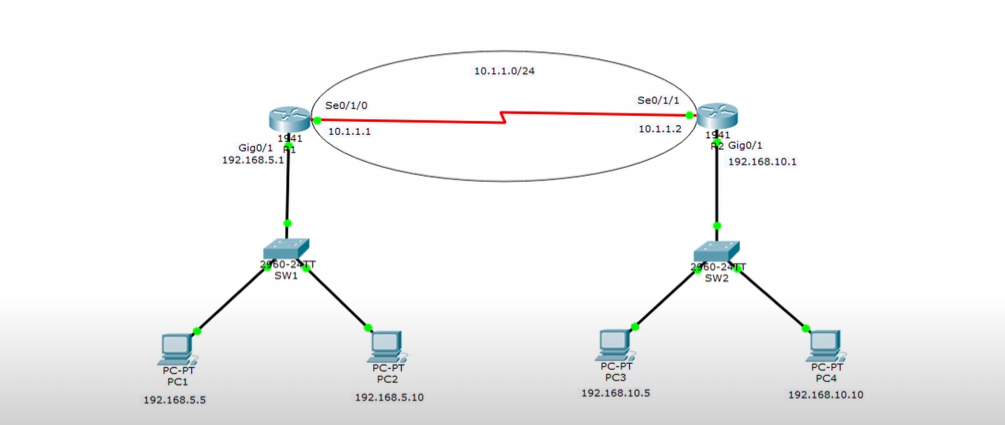 10.1.1.0/24
Se0/1/0
Se0/1/1
10.1.1.1
10.1.1.2
1941
R1
1941
R2
Gig0/1
192.168.5.1
Gig0/1
192.168.10.1
2960-24TT
SW1
2960-24TT
SW2
PC-PT
PC1
192.168.5.5
PC-PT
PC2
192.168.5.10
PC-PT
PC3
192.168.10.5
PC-PT
PC4
192.168.10.10